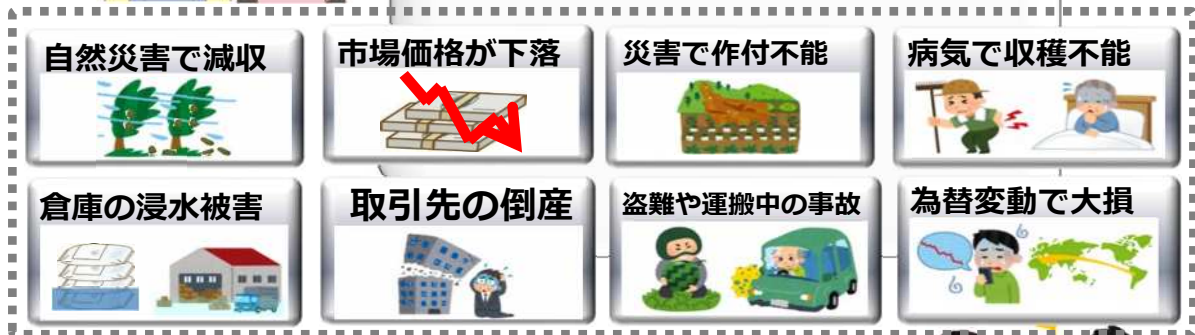 自然災害で減収
市場価格が下落
災害で作付不能
病気で収穫不能
倉庫の浸水被害
取引先の倒産
盗難や運搬中の事故
為替変動で大損